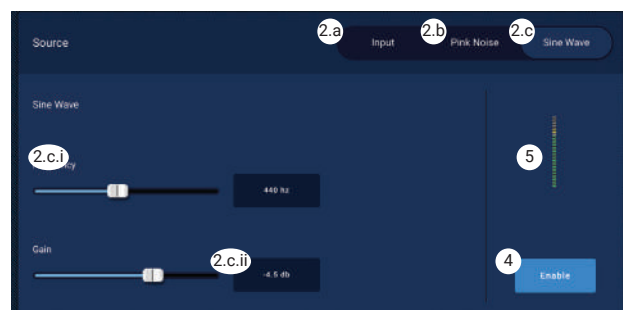 2.a 2.b 2.c
Source Input Pink Noise Sine Wave
Sine Wave
5
2.c.i
440 hz
Gain 2.c.ii 4
-4.5 db Enable